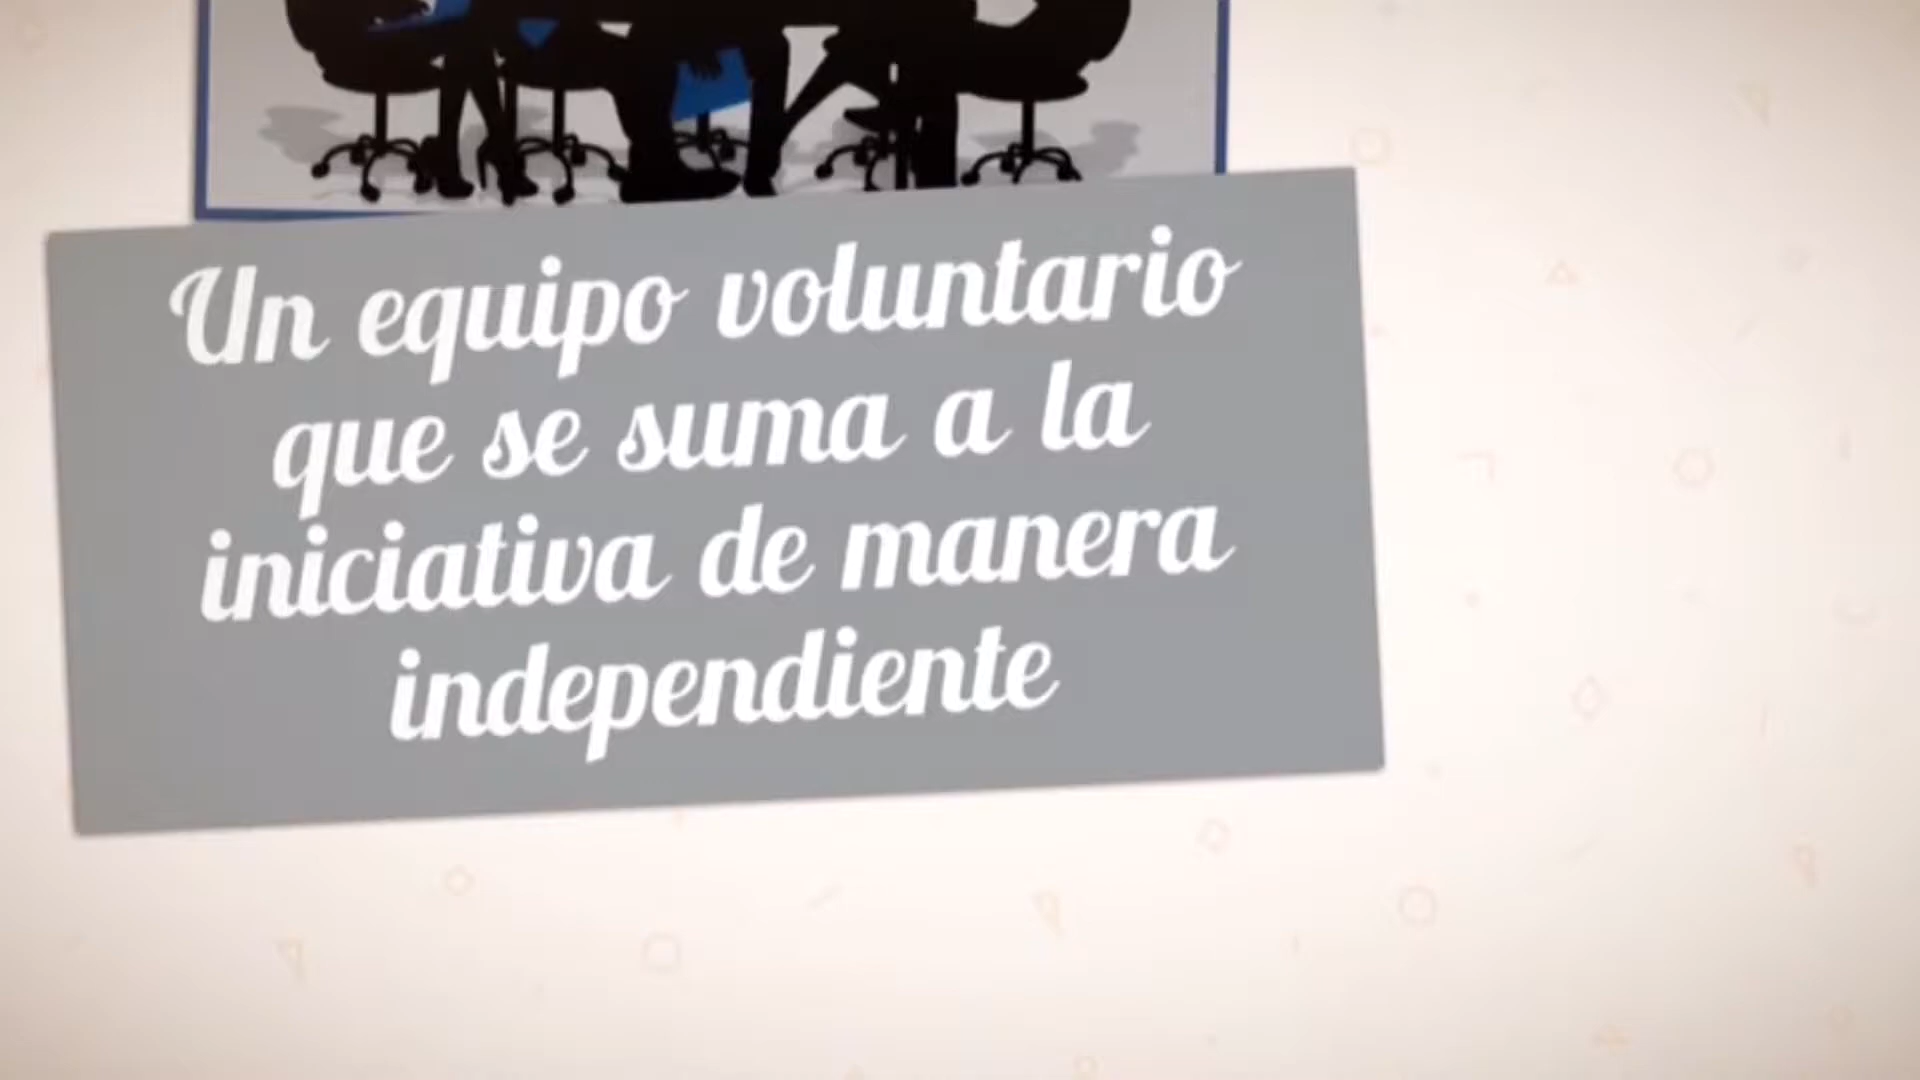 Un equipo voluntario
que se suma a la
iniciativa de manera
independiente